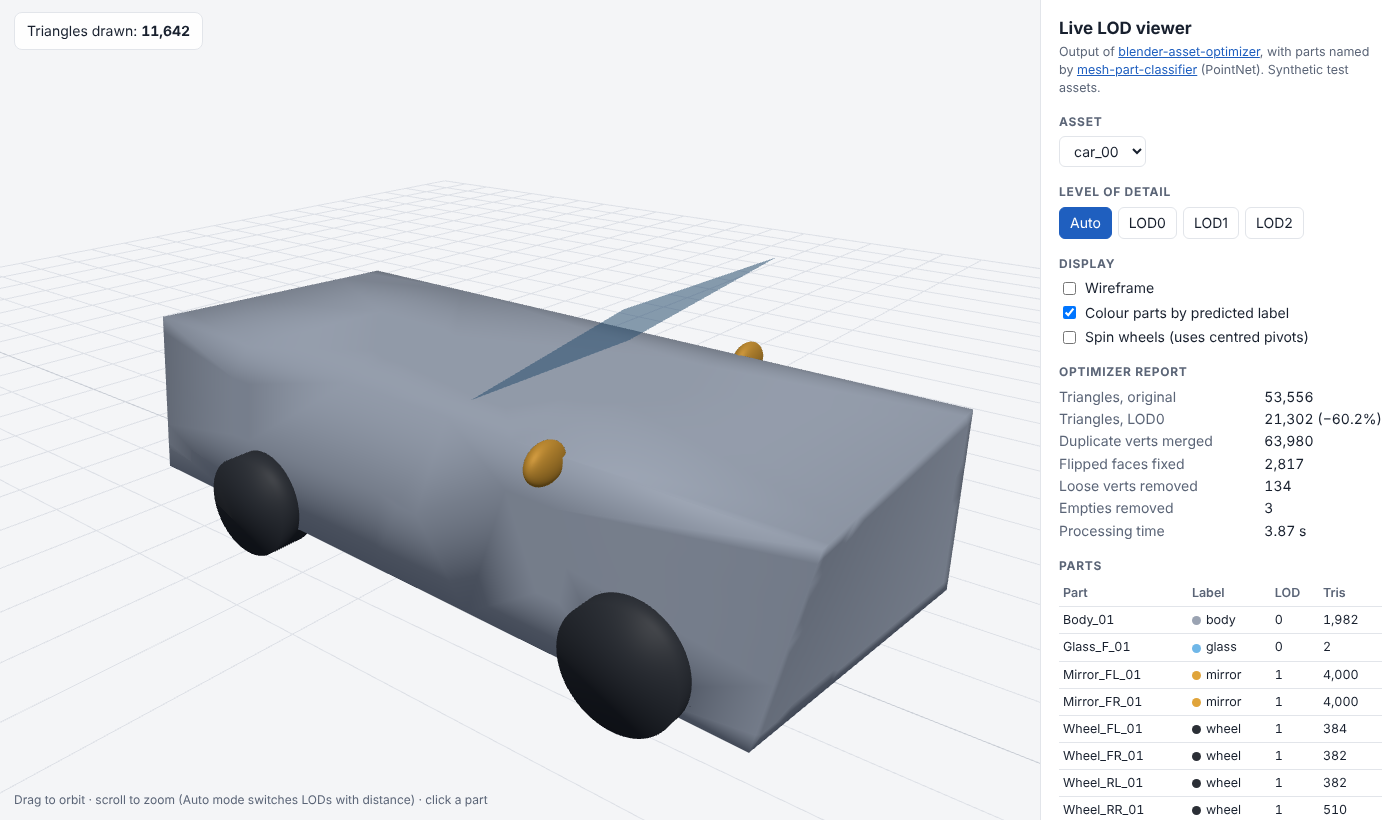 Triangles drawn: 11,642
Drag to orbit · scroll to zoom (Auto mode switches LODs with distance) · click a part
Live LOD viewer
Output of blender-asset-optimizer, with parts named
by mesh-part-classifier (PointNet). Synthetic test
assets.
ASSET
car_00
LEVEL OF DETAIL
Auto LOD0 LOD1 LOD2
DISPLAY
Wireframe
Colour parts by predicted label
Spin wheels (uses centred pivots)
OPTIMIZER REPORT
Triangles, original 53,556
Triangles, LOD0 21,302 (−60.2%)
Duplicate verts merged 63,980
Flipped faces fixed 2,817
Loose verts removed 134
Empties removed 3
Processing time 3.87 s
PARTS
Part Label LOD Tris
Body_01 body 0 1,982
Glass_F_01 glass 0 2
Mirror_FL_01 mirror 1 4,000
Mirror_FR_01 mirror 1 4,000
Wheel_FL_01 wheel 1 384
Wheel_FR_01 wheel 1 382
Wheel_RL_01 wheel 1 382
Wheel_RR_01 wheel 1 510